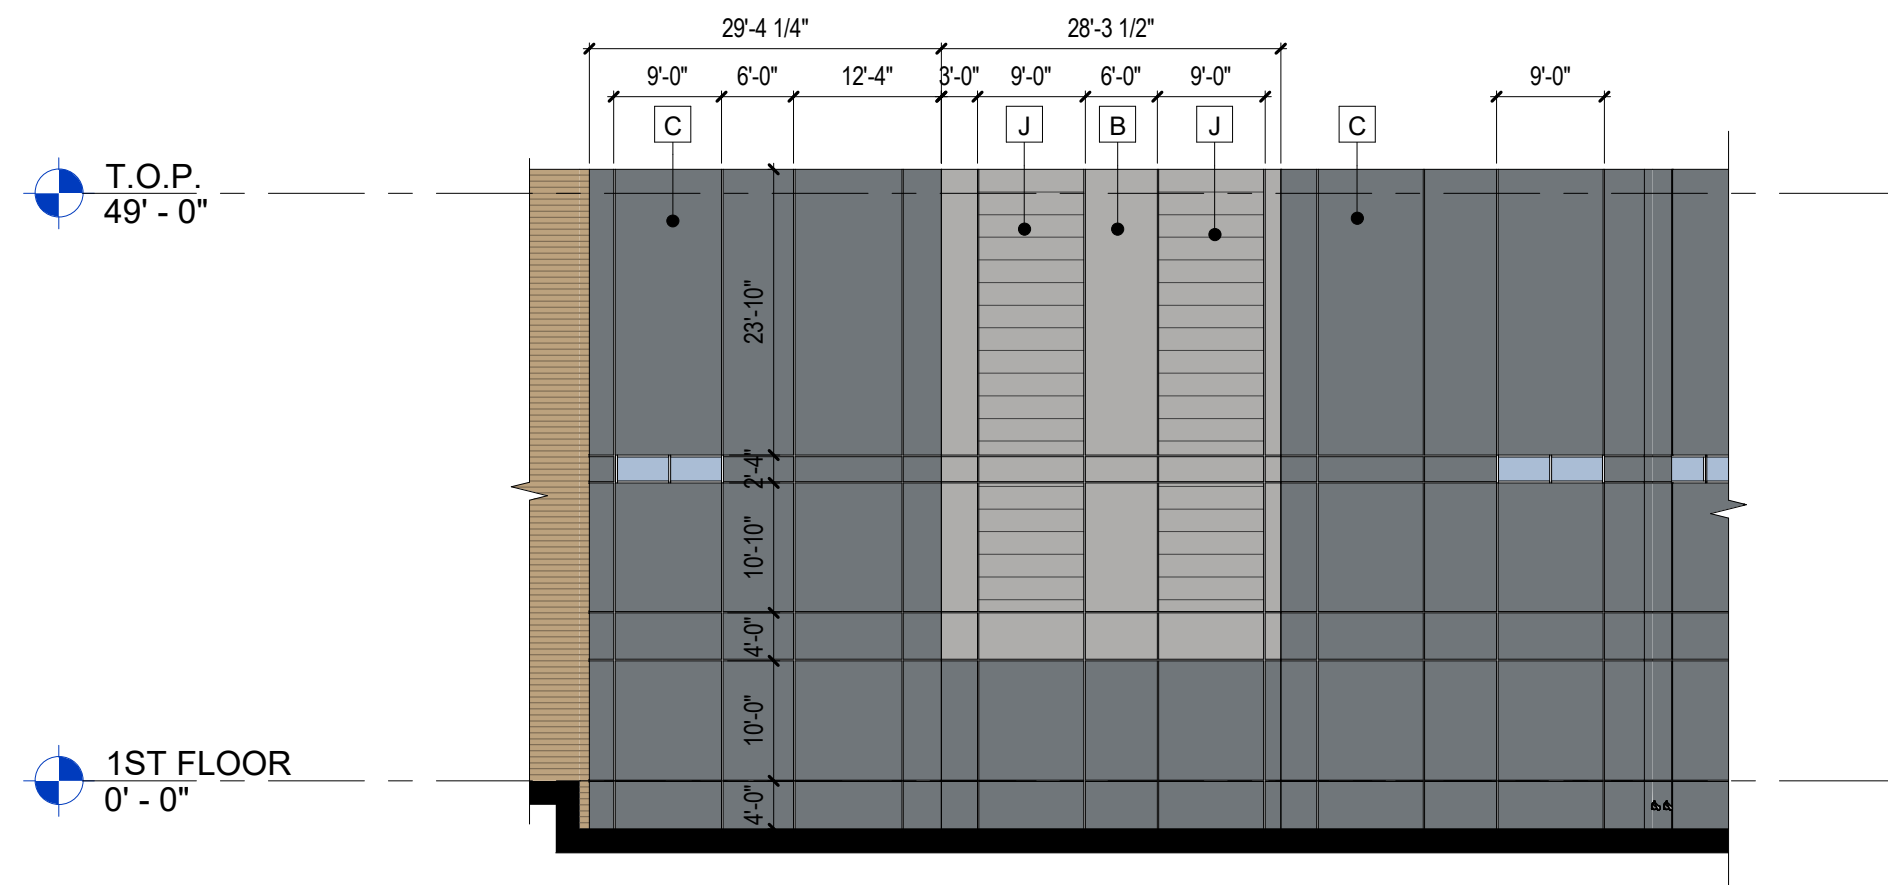 29'-4 1/4" 28'-3 1/2"
9'-0" 6'-0" 12'-4" 3'-0" 9'-0" 6'-0" 9'-0" 9'-0"
C J B J C
T.O.P.
49' - 0"
23'-10"
2'-4"
10'-10"
4'-0"
10'-0"
1ST FLOOR
0' - 0"
4'-0"